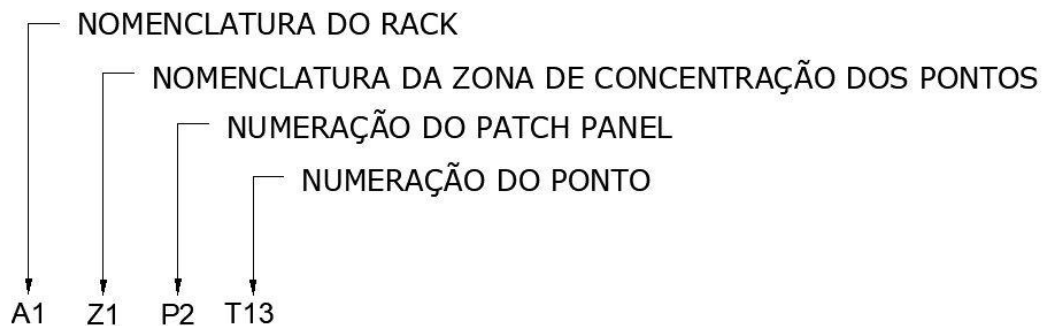 NOMENCLATURA DO RACK
NOMENCLATURA DA ZONA DE CONCENTRAÇÃO DOS PONTOS
NUMERAÇÃO DO PATCH PANEL
NUMERAÇÃO DO PONTO
A1 Z1 P2 T13